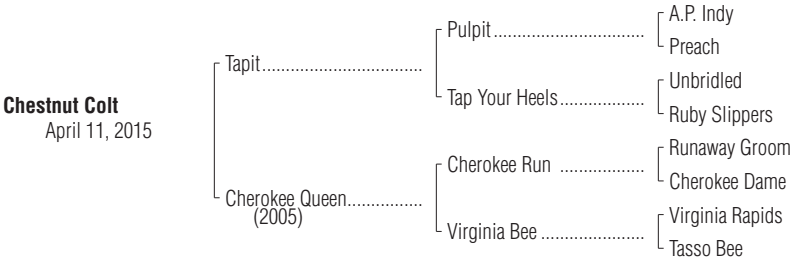 A.P. Indy
Pulpit..............................
Preach
Tapit................................
Unbridled
Tap Your Heels.................
Ruby Slippers
Chestnut Colt
April 11, 2015
Runaway Groom
Cherokee Run .................
Cherokee Dame
Cherokee Queen...............
(2005)
Virginia Rapids
Virginia Bee .....................
Tasso Bee